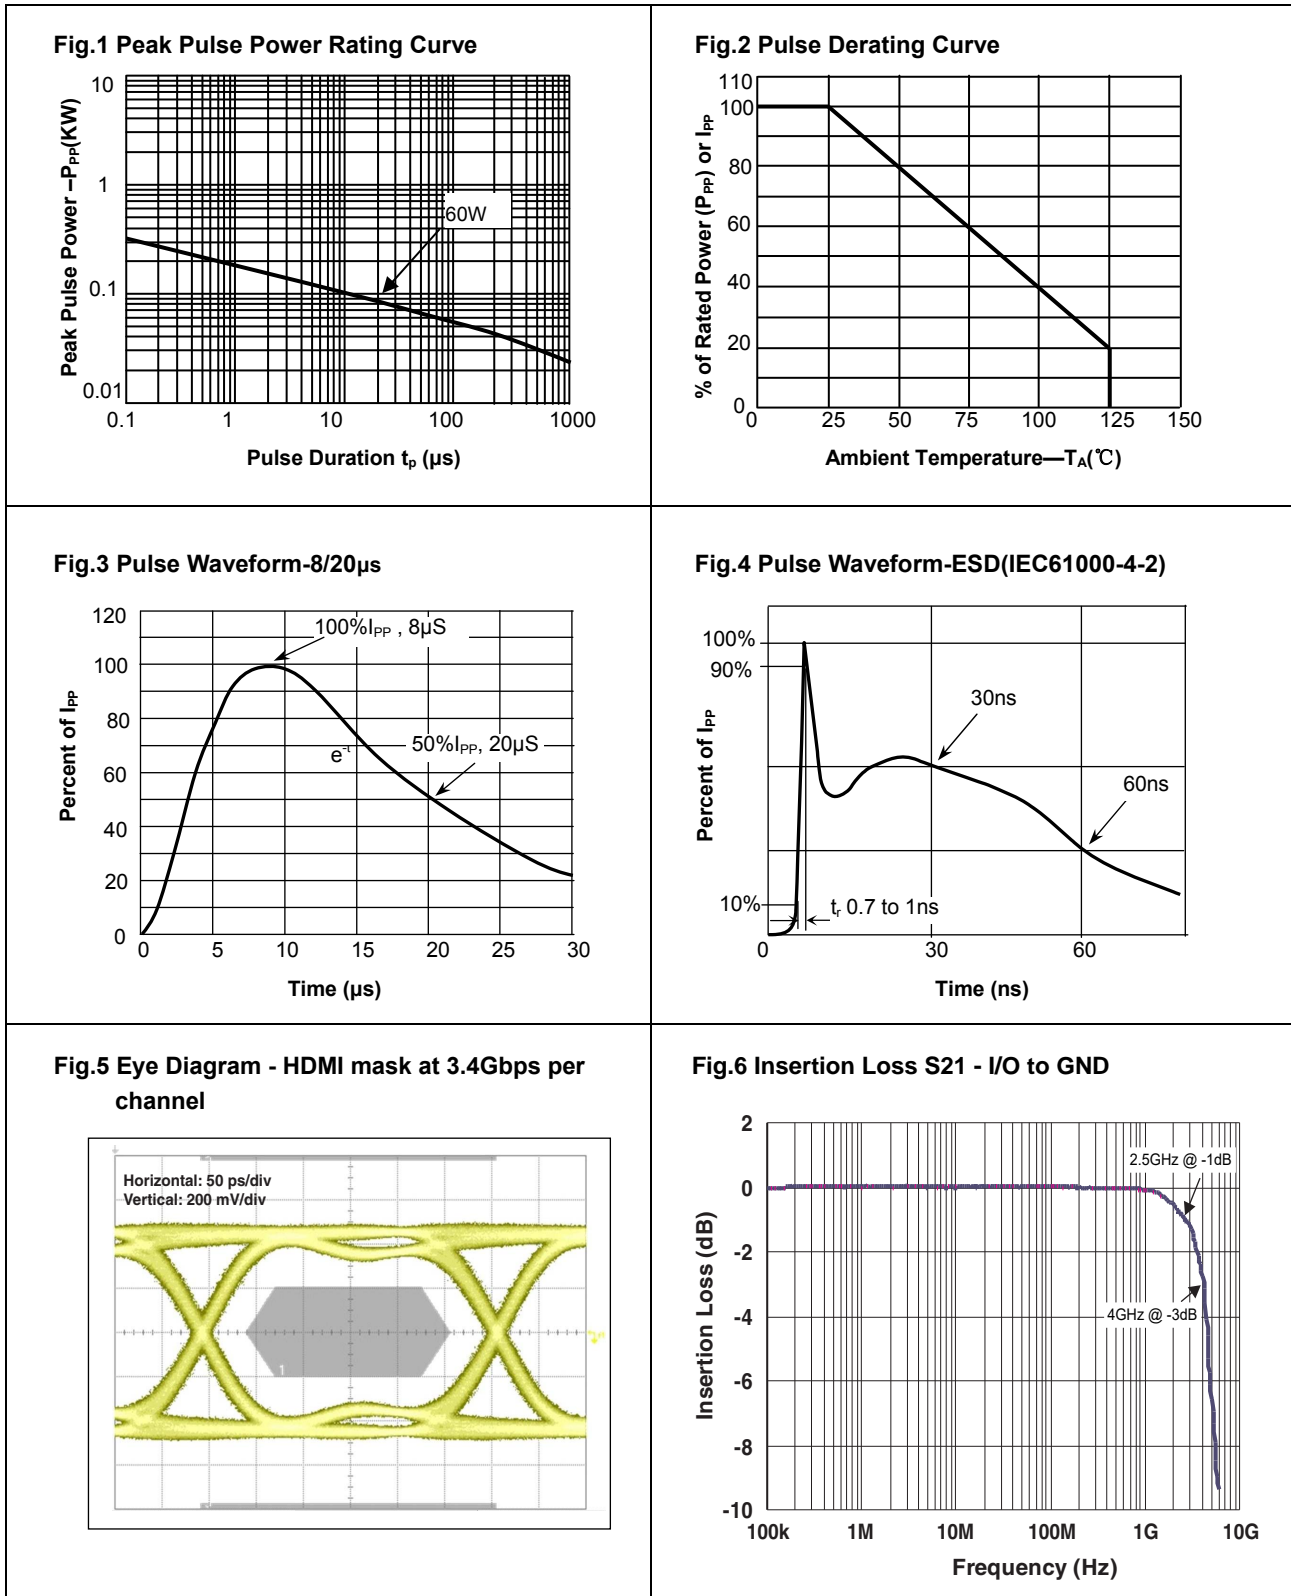 Fig.1 Peak Pulse Power Rating Curve
Peak Pulse Power –PPP(KW)
10
1
0.1
0.01
60W
0.1 1 10 100 1000
Pulse Duration tp (µs)
Fig.2 Pulse Derating Curve
% of Rated Power (PPP) or IPP
110
100
80
60
40
20
0
0 25 50 75 100 125 150
Ambient Temperature—TA(℃)
Fig.3 Pulse Waveform-8/20µs
Percent of IPP
120
100
80
60
40
20
0
100%IPP , 8µS
e-t
50%IPP, 20µS
0 5 10 15 20 25 30
Time (µs)
Fig.4 Pulse Waveform-ESD(IEC61000-4-2)
Percent of IPP
100%
90%
10%
30ns
60ns
tr 0.7 to 1ns
0 30 60
Time (ns)
Fig.5 Eye Diagram - HDMI mask at 3.4Gbps per
channel
Horizontal: 50 ps/div
Vertical: 200 mV/div
1
Fig.6 Insertion Loss S21 - I/O to GND
Insertion Loss (dB)
2
0
-2
-4
-6
-8
-10
2.5GHz @ -1dB
4GHz @ -3dB
100k 1M 10M 100M 1G 10G
Frequency (Hz)